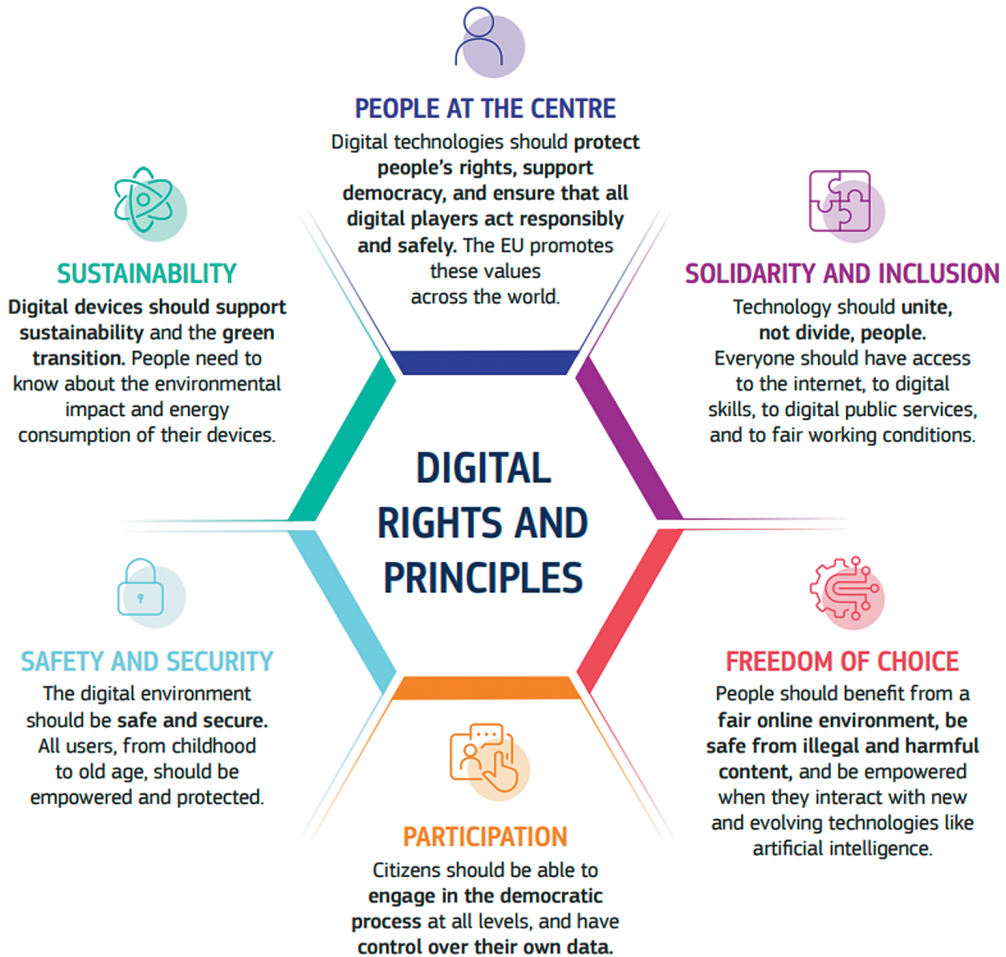 PEOPLE AT THE CENTRE
Digital technologies should protect
people's rights, support
democracy, and ensure that all
digital players act responsibly
and safely. The EU promotes
these values
across the world.
SUSTAINABILITY
Digital devices should support
sustainability and the green
transition. People need to
know about the environmental
impact and energy
consumption of their devices.
SOLIDARITY AND INCLUSION
Technology should unite,
not divide, people.
Everyone should have access
to the internet, to digital
skills, to digital public services,
and to fair working conditions.
DIGITAL
RIGHTS AND
PRINCIPLES
SAFETY AND SECURITY
The digital environment
should be safe and secure.
All users, from childhood
to old age, should be
empowered and protected.
FREEDOM OF CHOICE
People should benefit from a
fair online environment, be
safe from illegal and harmful
content, and be empowered
when they interact with new
and evolving technologies like
artificial intelligence.
PARTICIPATION
Citizens should be able to
engage in the democratic
process at all levels, and have
control over their own data.